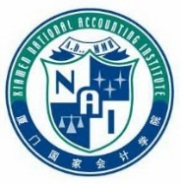 XIAMEN NATIONAL ACCOUNTING INSTITUTE
NAI
厦门国家会计学院